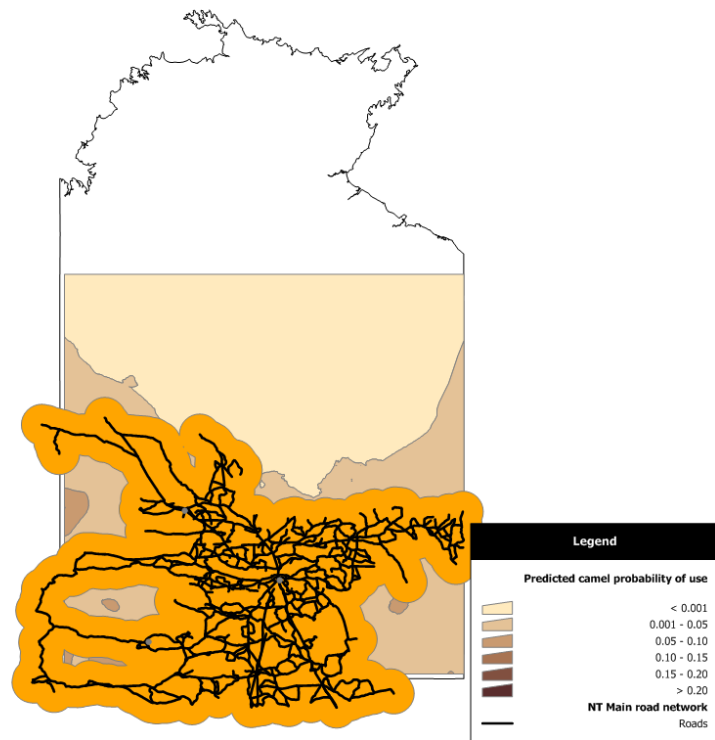 Legend
Predicted camel probability of use
< 0.001
0.001 - 0.05
0.05 - 0.10
0.10 - 0.15
0.15 - 0.20
> 0.20
NT Main road network
Roads